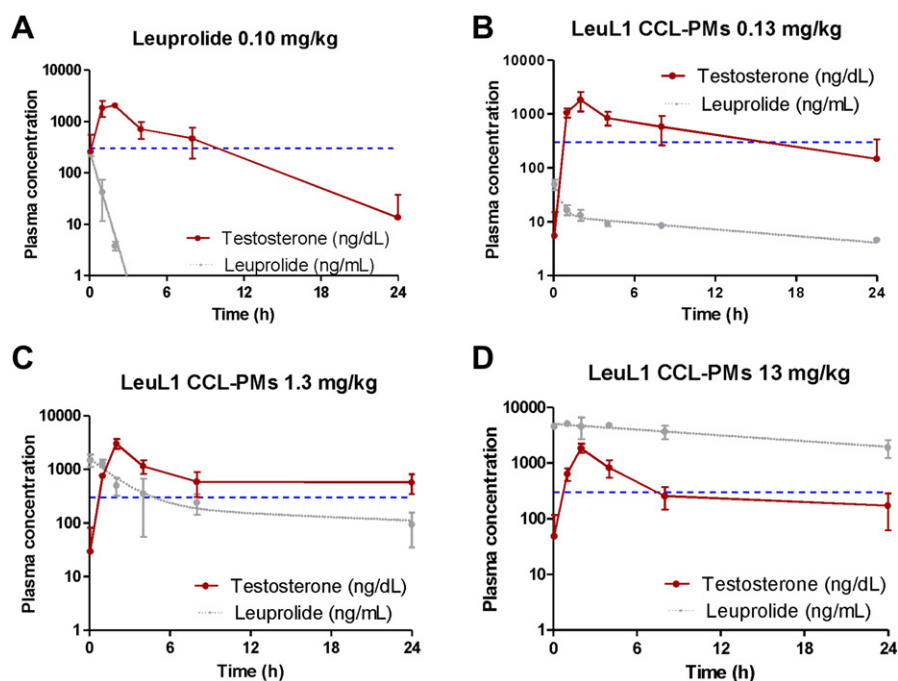 A
Leuprolide 0.10 mg/kg
Plasma concentration
10000
1000
100
10
1
Testosterone (ng/dL)
Leuprolide (ng/mL)
0 6 12 18 24
Time (h)
B
LeuL1 CCL-PMs 0.13 mg/kg
Plasma concentration
10000
1000
100
10
1
Testosterone (ng/dL)
Leuprolide (ng/mL)
0 6 12 18 24
Time (h)
C
LeuL1 CCL-PMs 1.3 mg/kg
Plasma concentration
10000
1000
100
10
1
Testosterone (ng/dL)
Leuprolide (ng/mL)
0 6 12 18 24
Time (h)
D
LeuL1 CCL-PMs 13 mg/kg
Plasma concentration
10000
1000
100
10
1
Testosterone (ng/dL)
Leuprolide (ng/mL)
0 6 12 18 24
Time (h)